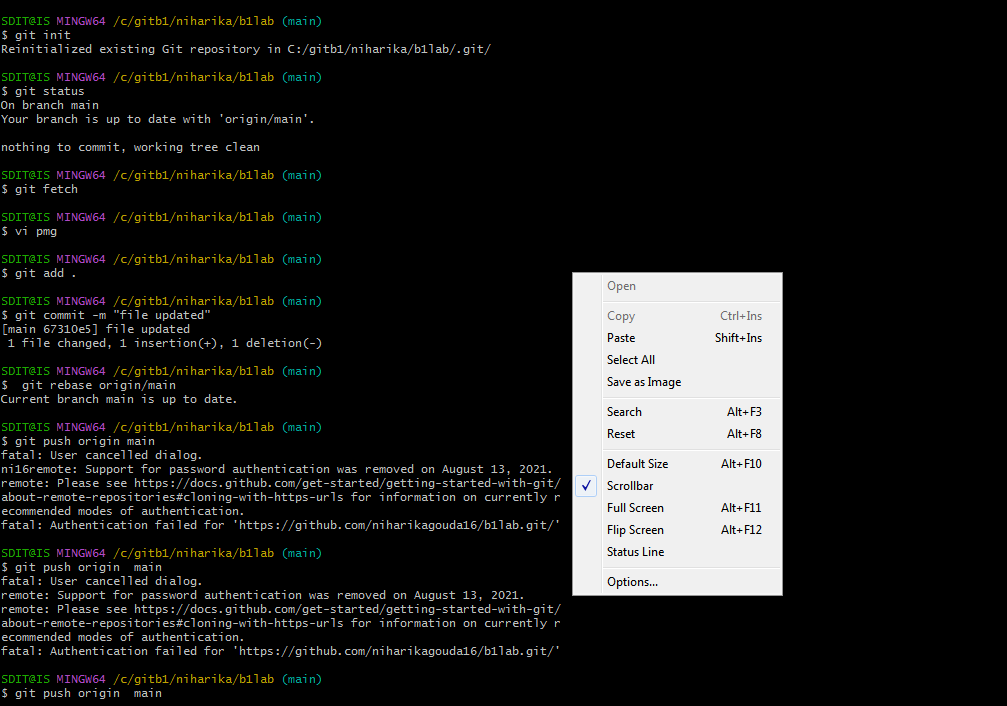 SDIT@IS MINGW64 /c/gitb1/niharika/b1lab (main)
$ git init
Reinitialized existing Git repository in C:/gitb1/niharika/b1lab/.git/
SDIT@IS MINGW64 /c/gitb1/niharika/b1lab (main)
$ git status
On branch main
Your branch is up to date with 'origin/main'.
nothing to commit, working tree clean
SDIT@IS MINGW64 /c/gitb1/niharika/b1lab (main)
$ git fetch
SDIT@IS MINGW64 /c/gitb1/niharika/b1lab (main)
$ vi pmg
SDIT@IS MINGW64 /c/gitb1/niharika/b1lab (main)
$ git add .
SDIT@IS MINGW64 /c/gitb1/niharika/b1lab (main)
$ git commit -m "file updated"
[main 67310e5] file updated
 1 file changed, 1 insertion(+), 1 deletion(-)
SDIT@IS MINGW64 /c/gitb1/niharika/b1lab (main)
$  git rebase origin/main
Current branch main is up to date.
SDIT@IS MINGW64 /c/gitb1/niharika/b1lab (main)
$ git push origin main
fatal: User cancelled dialog.
ni16remote: Support for password authentication was removed on August 13, 2021.
remote: Please see https://docs.github.com/get-started/getting-started-with-git/
about-remote-repositories#cloning-with-https-urls for information on currently r
ecommended modes of authentication.
fatal: Authentication failed for 'https://github.com/niharikagouda16/b1lab.git/'
SDIT@IS MINGW64 /c/gitb1/niharika/b1lab (main)
$ git push origin  main
fatal: User cancelled dialog.
remote: Support for password authentication was removed on August 13, 2021.
remote: Please see https://docs.github.com/get-started/getting-started-with-git/
about-remote-repositories#cloning-with-https-urls for information on currently r
ecommended modes of authentication.
fatal: Authentication failed for 'https://github.com/niharikagouda16/b1lab.git/'
SDIT@IS MINGW64 /c/gitb1/niharika/b1lab (main)
$ git push origin  main
Open
Copy Ctrl+Ins
Paste Shift+Ins
Select All
Save as Image
Search Alt+F3
Reset Alt+F8
Default Size Alt+F10
Scrollbar
Full Screen Alt+F11
Flip Screen Alt+F12
Status Line
Options...